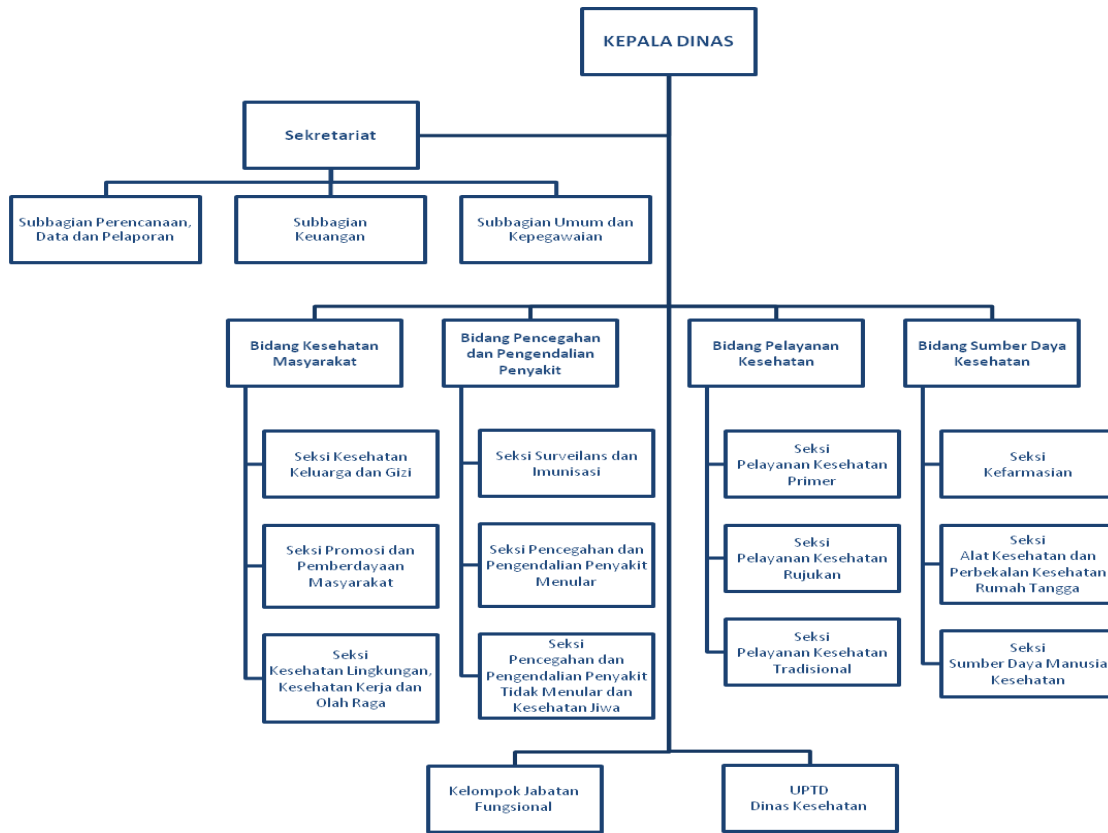 KEPALA DINAS
Sekretariat
Subbagian Perencanaan,
Data dan Pelaporan
Subbagian
Keuangan
Subbagian Umum dan
Kepegawaian
Bidang Kesehatan
Masyarakat
Bidang Pencegahan
dan Pengendalian
Penyakit
Bidang Pelayanan
Kesehatan
Bidang Sumber Daya
Kesehatan
Seksi Kesehatan
Keluarga dan Gizi
Seksi Surveilans dan
Imunisasi
Seksi
Pelayanan Kesehatan
Primer
Seksi
Kefarmasian
Seksi Promosi dan
Pemberdayaan
Masyarakat
Seksi Pencegahan dan
Pengendalian Penyakit
Menular
Seksi
Pelayanan Kesehatan
Rujukan
Seksi
Alat Kesehatan dan
Perbekalan Kesehatan
Rumah Tangga
Seksi
Kesehatan Lingkungan,
Kesehatan Kerja dan
Olah Raga
Seksi
Pencegahan dan
Pengendalian Penyakit
Tidak Menular dan
Kesehatan Jiwa
Seksi
Pelayanan Kesehatan
Tradisional
Seksi
Sumber Daya Manusia
Kesehatan
Kelompok Jabatan
Fungsional
UPTD
Dinas Kesehatan